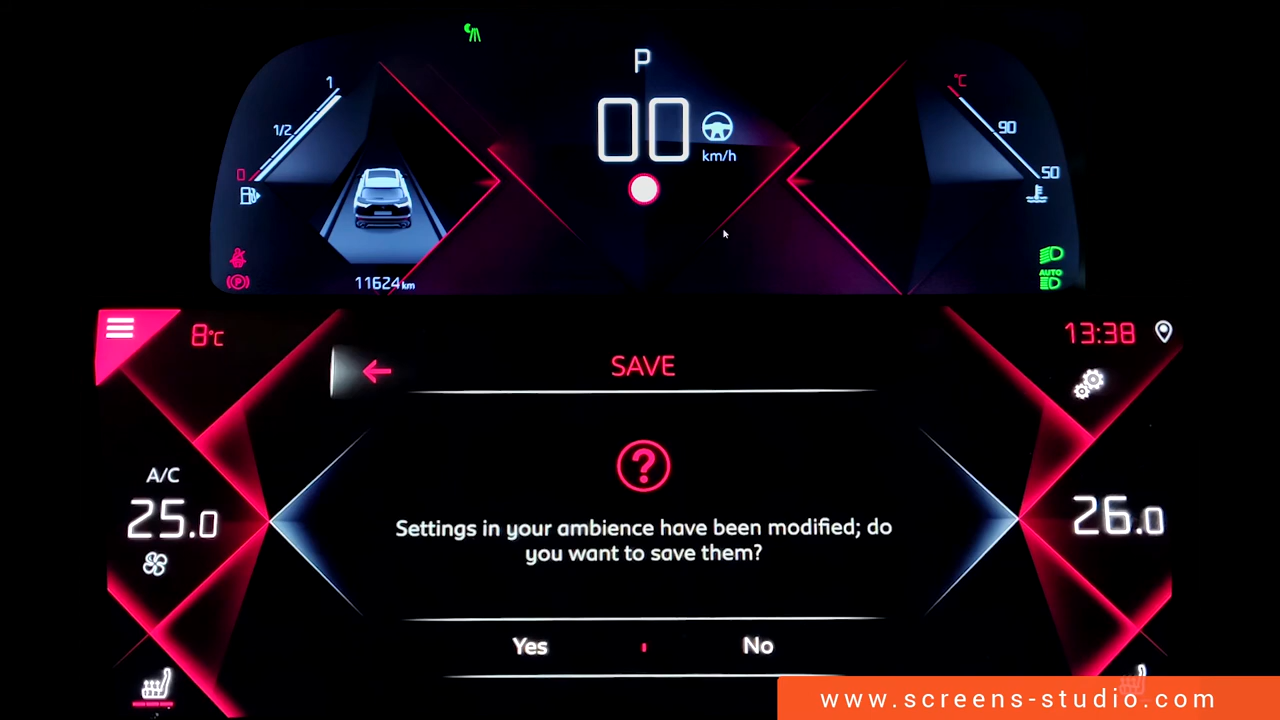 P
1
°C
1/2
00
90
km/h
0
50
11624 km
AUTO
8°C
13:38
SAVE
A/C
25.0
26.0
?
Settings in your ambience have been modified; do
you want to save them?
Yes
No
www.screens-studio.com